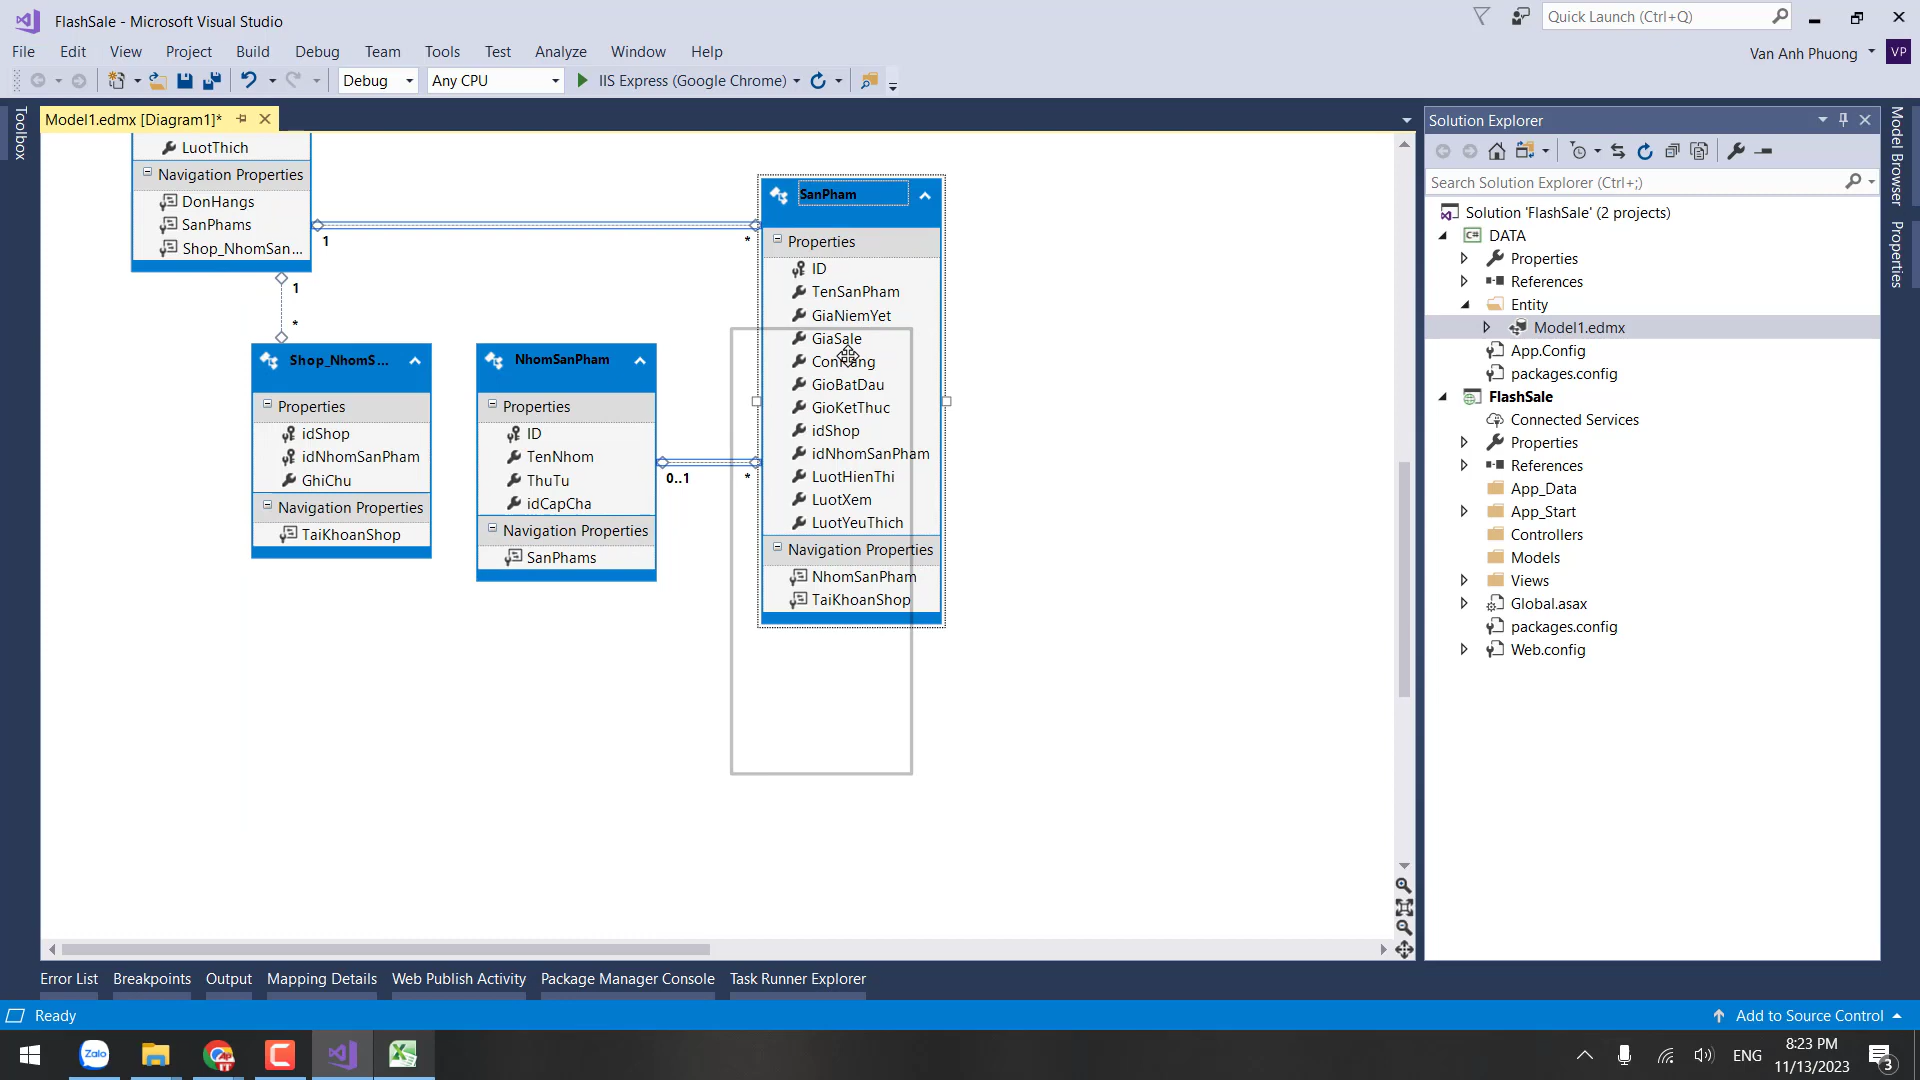 FlashSale - Microsoft Visual Studio
Quick Launch (Ctrl+Q)
File Edit View Project Build Debug Team Tools Test Analyze Window Help
Van Anh Phuong
VP
Debug
Any CPU
IIS Express (Google Chrome)
Toolbox
Model1.edmx [Diagram1]*
LuotThich
Navigation Properties
DonHangs
SanPhams
Shop_NhomSan...
1
*
1
*
Shop_NhomS...
Properties
idShop
idNhomSanPham
GhiChu
Navigation Properties
TaiKhoanShop
NhomSanPham
Properties
ID
TenNhom
ThuTu
idCapCha
Navigation Properties
SanPhams
0..1
*
SanPham
Properties
ID
TenSanPham
GiaNiemYet
GiaSale
ConHang
GioBatDau
GioKetThuc
idShop
idNhomSanPham
LuotHienThi
LuotXem
LuotYeuThich
Navigation Properties
NhomSanPham
TaiKhoanShop
Solution Explorer
Search Solution Explorer (Ctrl+;)
Solution 'FlashSale' (2 projects)
DATA
Properties
References
Entity
Model1.edmx
App.Config
packages.config
FlashSale
Connected Services
Properties
References
App_Data
App_Start
Controllers
Models
Views
Global.asax
packages.config
Web.config
Model Browser
Properties
Error List Breakpoints Output Mapping Details Web Publish Activity Package Manager Console Task Runner Explorer
Ready
Add to Source Control
Zalo
ENG
8:23 PM
11/13/2023
3